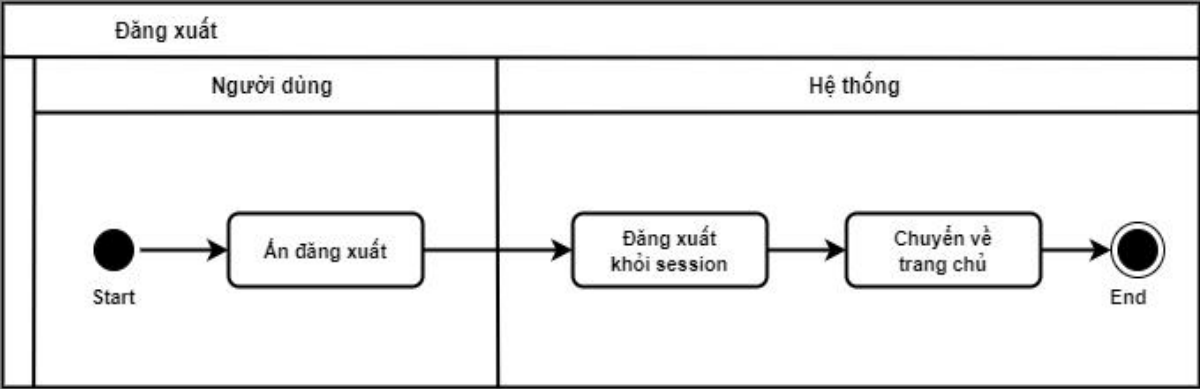 Đăng xuất
Người dùng
Hệ thống
Ấn đăng xuất
Đăng xuất
khỏi session
Chuyển về
trang chủ
Start
End